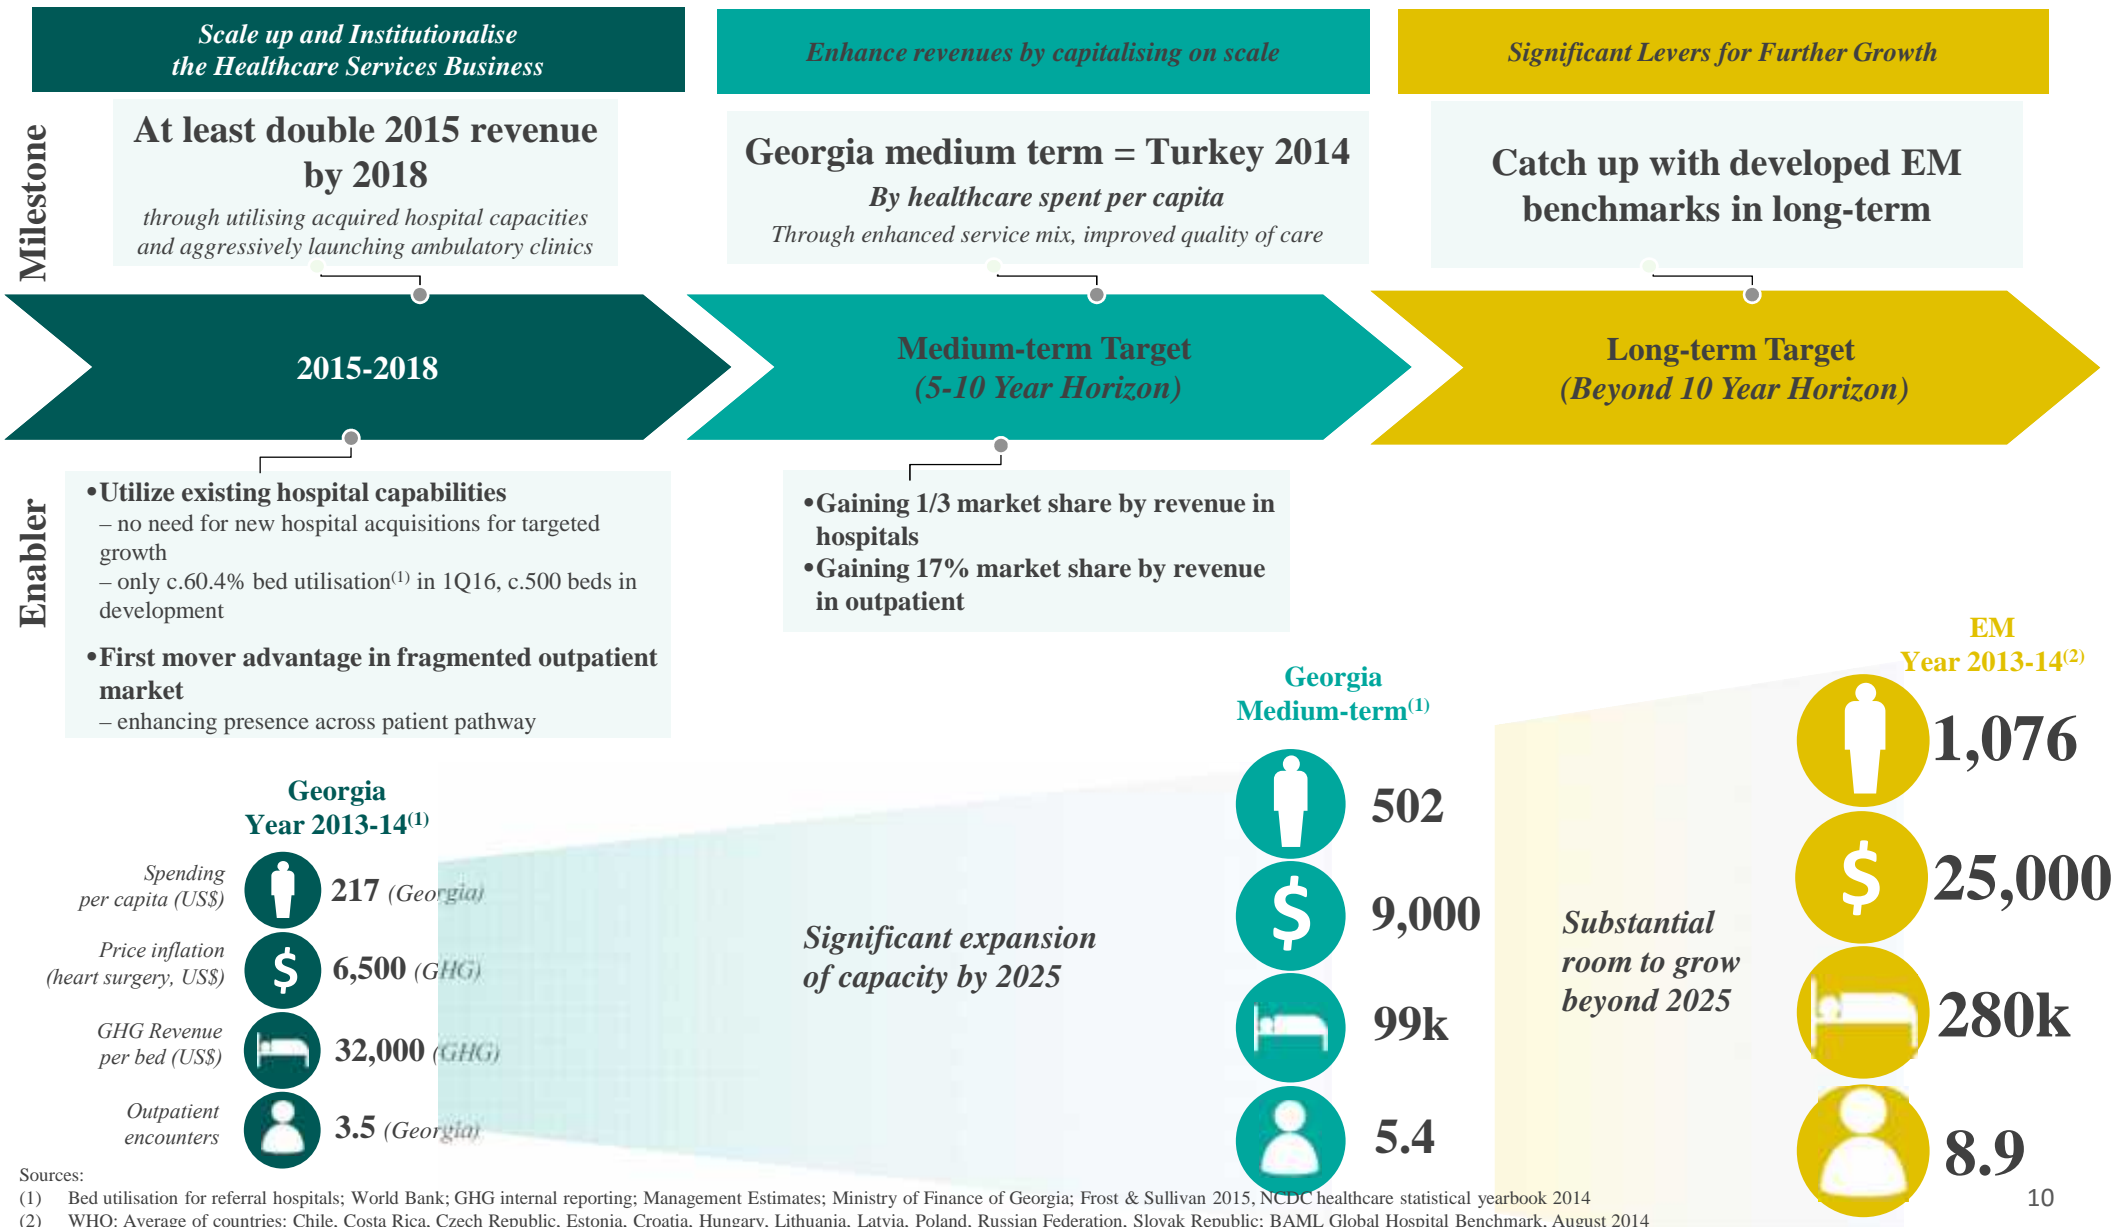 Scale up and Institutionalise
the Healthcare Services Business
Enhance revenues by capitalising on scale
Significant Levers for Further Growth
Milestone
At least double 2015 revenue
by 2018
through utilising acquired hospital capacities
and aggressively launching ambulatory clinics
Georgia medium term = Turkey 2014
By healthcare spent per capita
Through enhanced service mix, improved quality of care
Catch up with developed EM
benchmarks in long-term
2015-2018
Medium-term Target
(5-10 Year Horizon)
Long-term Target
(Beyond 10 Year Horizon)
Enabler
•Utilize existing hospital capabilities
– no need for new hospital acquisitions for targeted
growth
– only c.60.4% bed utilisation(1) in 1Q16, c.500 beds in
development
•First mover advantage in fragmented outpatient
market
– enhancing presence across patient pathway
•Gaining 1/3 market share by revenue in
hospitals
•Gaining 17% market share by revenue
in outpatient
Georgia
Year 2013-14(1)
Spending
per capita (US$)
217 (Georgia)
Price inflation
(heart surgery, US$)
6,500 (GHG)
GHG Revenue
per bed (US$)
32,000 (GHG)
Outpatient
encounters
3.5 (Georgia)
Significant expansion
of capacity by 2025
Georgia
Medium-term(1)
502
$
9,000
99k
5.4
Substantial
room to grow
beyond 2025
EM
Year 2013-14(2)
1,076
$
25,000
280k
8.9
Sources:
(1) Bed utilisation for referral hospitals; World Bank; GHG internal reporting; Management Estimates; Ministry of Finance of Georgia; Frost & Sullivan 2015, NCDC healthcare statistical yearbook 2014
(2) WHO: Average of countries: Chile, Costa Rica, Czech Republic, Estonia, Croatia, Hungary, Lithuania, Latvia, Poland, Russian Federation, Slovak Republic; BAML Global Hospital Benchmark, August 2014
10